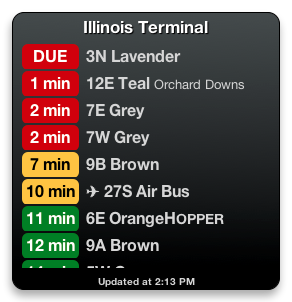 Illinois Terminal
DUE 3N Lavender
1 min 12E Teal Orchard Downs
2 min 7E Grey
2 min 7W Grey
7 min 9B Brown
10 min ✈ 27S Air Bus
11 min 6E OrangeHOPPER
12 min 9A Brown
Updated at 2:13 PM